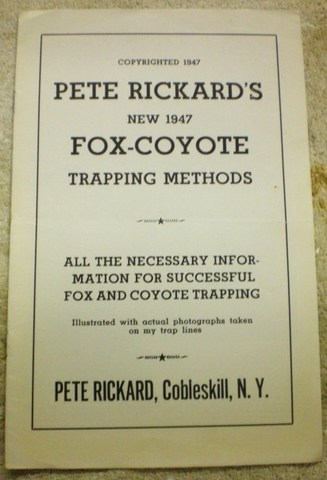 COPYRIGHTED 1947
PETE RICKARD'S
NEW 1947
FOX-COYOTE
TRAPPING METHODS
ALL THE NECESSARY INFOR-
MATION FOR SUCCESSFUL
FOX AND COYOTE TRAPPING
Illustrated with actual photographs taken
on my trap lines
PETE RICKARD, Cobleskill, N. Y.